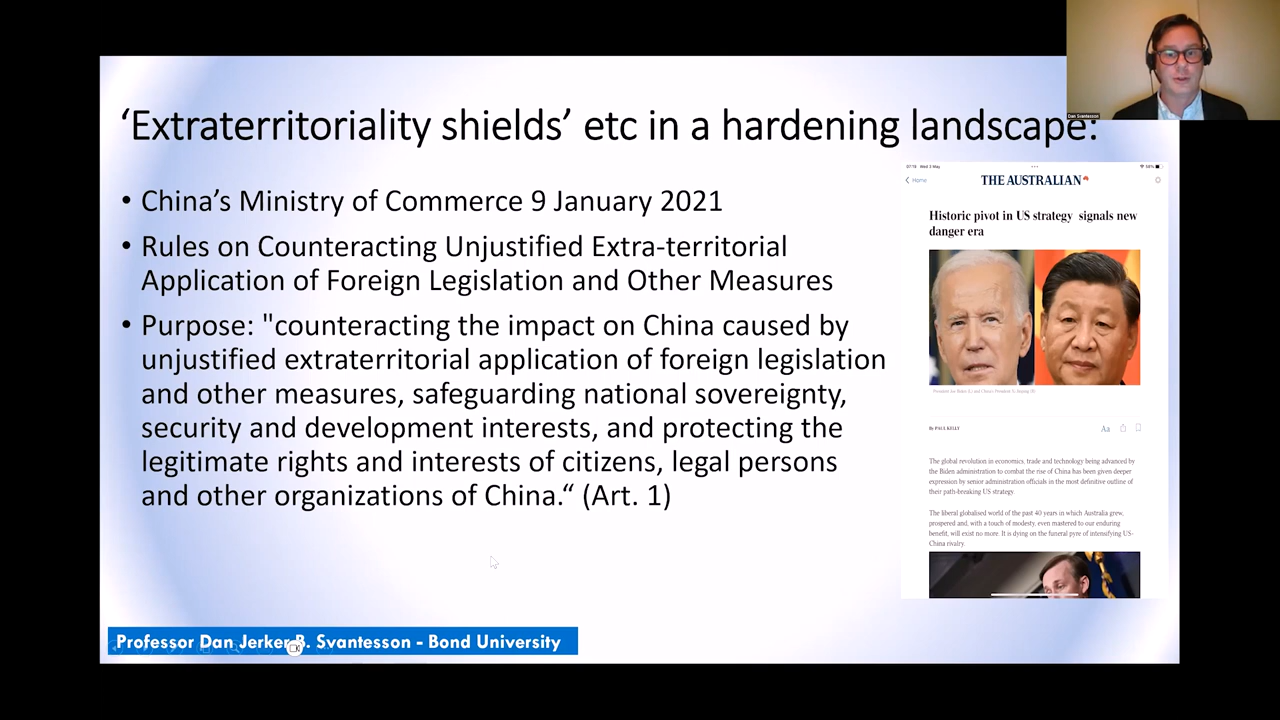 Dan Svantesson
‘Extraterritoriality shields’ etc in a hardening landscape:
• China’s Ministry of Commerce 9 January 2021
• Rules on Counteracting Unjustified Extra-territorial
Application of Foreign Legislation and Other Measures
• Purpose: "counteracting the impact on China caused by
unjustified extraterritorial application of foreign legislation
and other measures, safeguarding national sovereignty,
security and development interests, and protecting the
legitimate rights and interests of citizens, legal persons
and other organizations of China.“ (Art. 1)
Home
THE AUSTRALIAN
Historic pivot in US strategy signals new
danger era
By PAUL KELLY
Aa
The global revolution in economics, trade and technology being advanced by
the Biden administration to combat the rise of China has been given deeper
expression by senior administration officials in the most definitive outline of
their path-breaking US strategy.
The liberal globalised world of the past 40 years in which Australia grew,
prospered and, with a touch of modesty, even mastered to our enduring
benefit, will exist no more. It is dying on the funeral pyre of intensifying US-
China rivalry.
Professor Dan Jerker B. Svantesson - Bond University